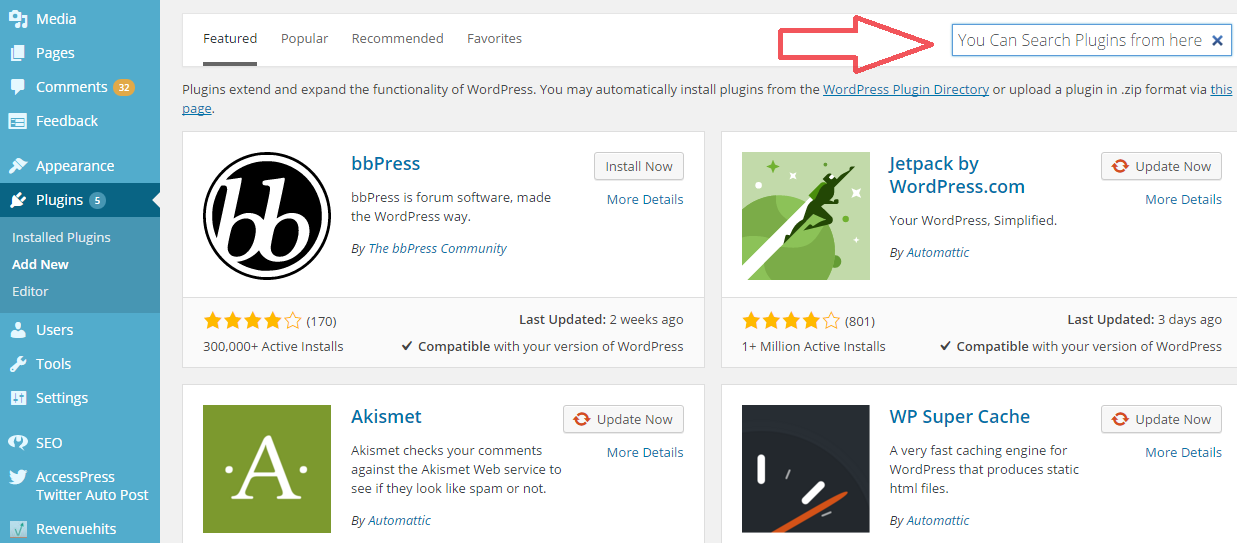 Media
Pages
Comments 32
Feedback
Appearance
Plugins 5
Installed Plugins
Add New
Editor
Users
Tools
Settings
SEO
AccessPress
Twitter Auto Post
Revenuehits
Featured Popular Recommended Favorites
You Can Search Plugins from here
Plugins extend and expand the functionality of WordPress. You may automatically install plugins from the WordPress Plugin Directory or upload a plugin in .zip format via this
page.
bb
bbPress
Install Now
More Details
bbPress is forum software, made
the WordPress way.
By The bbPress Community
(170)
Last Updated: 2 weeks ago
300,000+ Active Installs
Compatible with your version of WordPress
Jetpack by
WordPress.com
Update Now
More Details
Your WordPress, Simplified.
By Automattic
(801)
Last Updated: 3 days ago
1+ Million Active Installs
Compatible with your version of WordPress
·A·
Akismet
Update Now
More Details
Akismet checks your comments
against the Akismet Web service to
see if they look like spam or not.
By Automattic
WP Super Cache
Update Now
More Details
A very fast caching engine for
WordPress that produces static
html files.
By Automattic